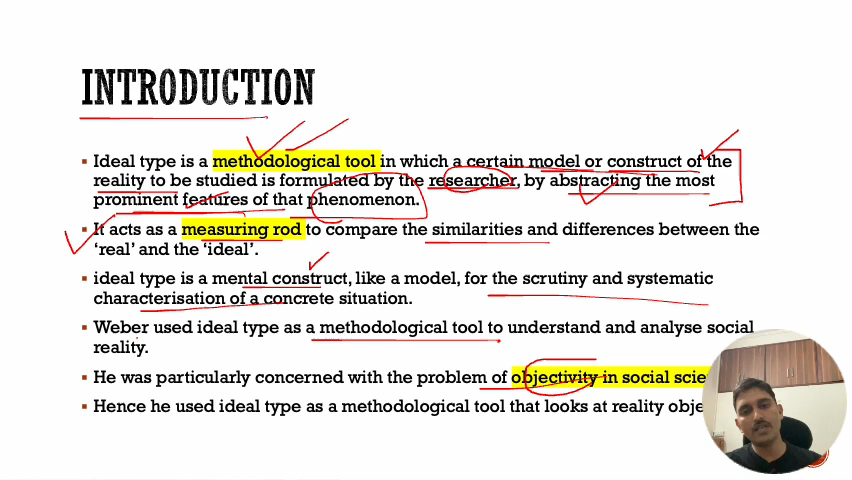 INTRODUCTION
▪ Ideal type is a methodological tool in which a certain model or construct of the
reality to be studied is formulated by the researcher, by abstracting the most
prominent features of that phenomenon.
▪ It acts as a measuring rod to compare the similarities and differences between the
‘real’ and the ‘ideal’.
▪ ideal type is a mental construct, like a model, for the scrutiny and systematic
characterisation of a concrete situation.
▪ Weber used ideal type as a methodological tool to understand and analyse social
reality.
▪ He was particularly concerned with the problem of objectivity in social
▪ Hence he used ideal type as a methodological tool that looks at reality